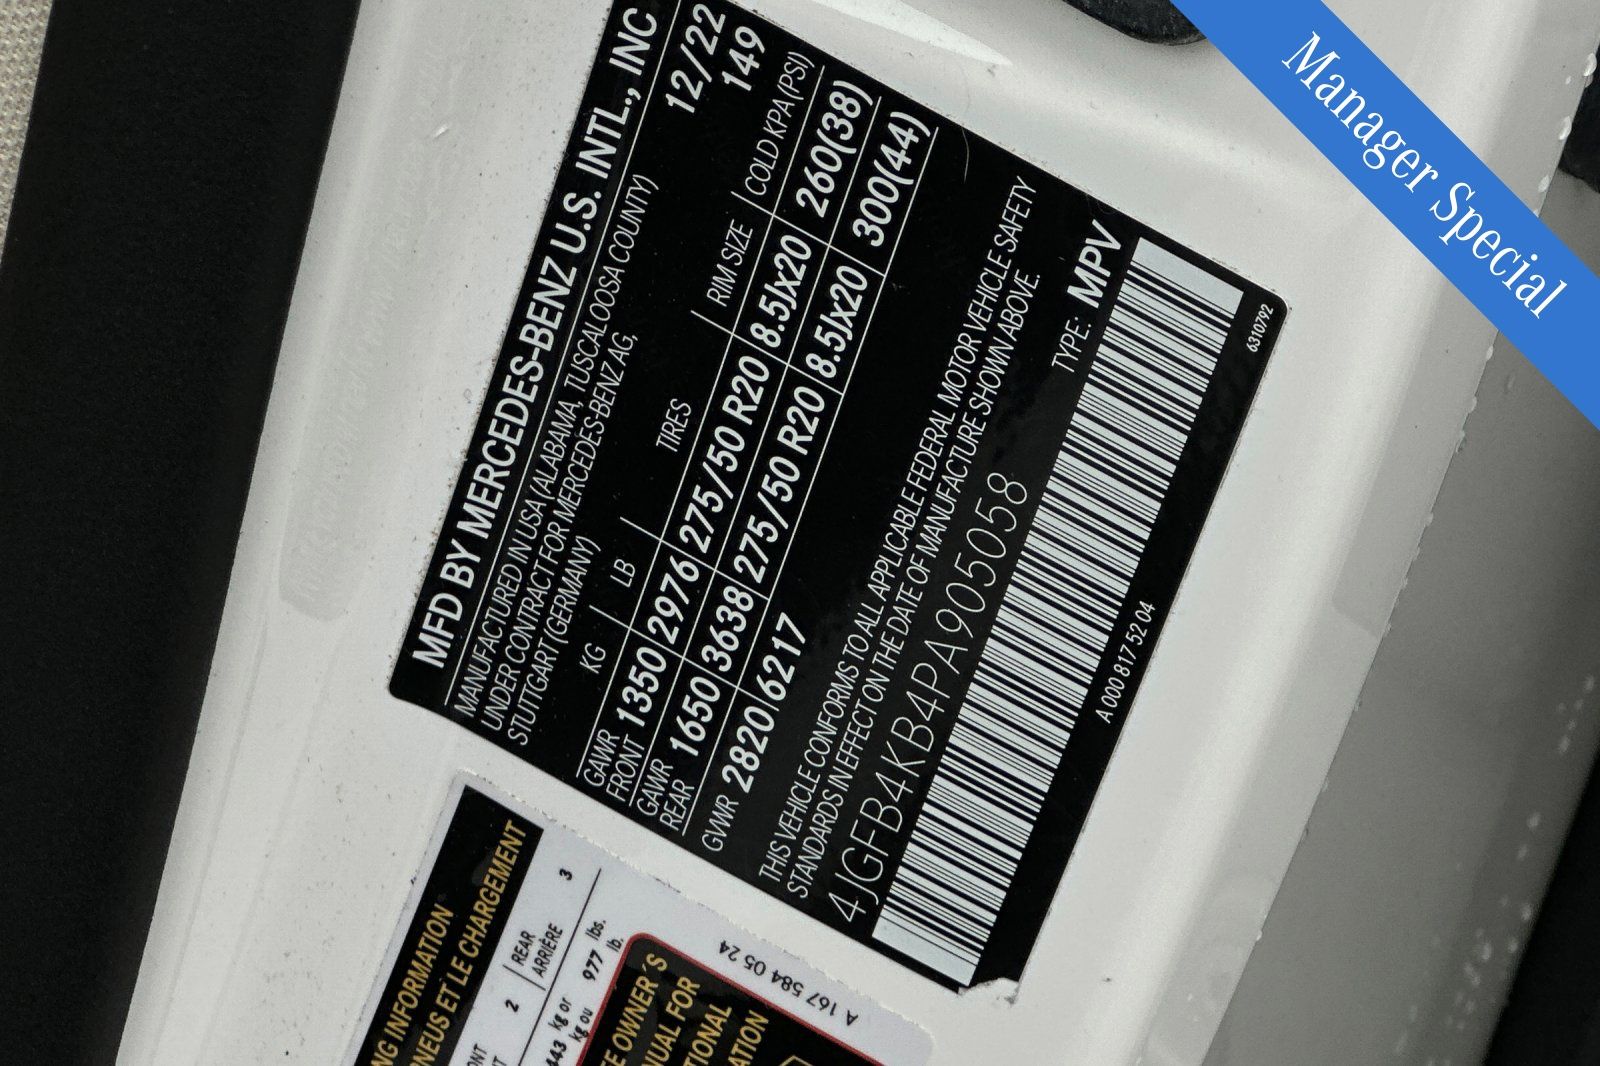 MFD BY MERCEDES-BENZ U.S. INTL., INC
MANUFACTURED IN USA (ALABAMA, TUSCALOOSA COUNTY)
UNDER CONTRACT FOR MERCEDES-BENZ AG,
STUTTGART (GERMANY)
12/22
149
KG LB TIRES RIM SIZE COLD KPA(PSI)
GAWR
FRONT 1350 2976 275/50 R20 8.5Jx20 260(38)
GAWR
REAR 1650 3638 275/50 R20 8.5Jx20 300(44)
GVWR 2820 6217
THIS VEHICLE CONFORMS TO ALL APPLICABLE FEDERAL MOTOR VEHICLE SAFETY
STANDARDS IN EFFECT ON THE DATE OF MANUFACTURE SHOWN ABOVE.
4JGFB4KB4PA905058 TYPE: MPV
A 000 817 52 04
6310792
INFORMATION
ET LE CHARGEMENT
2 REAR
ARRIÈRE 3
kg or
kg ou 977 lbs.
lb.
OWNER'S
FOR
A 167 584 05 24
Manager Special